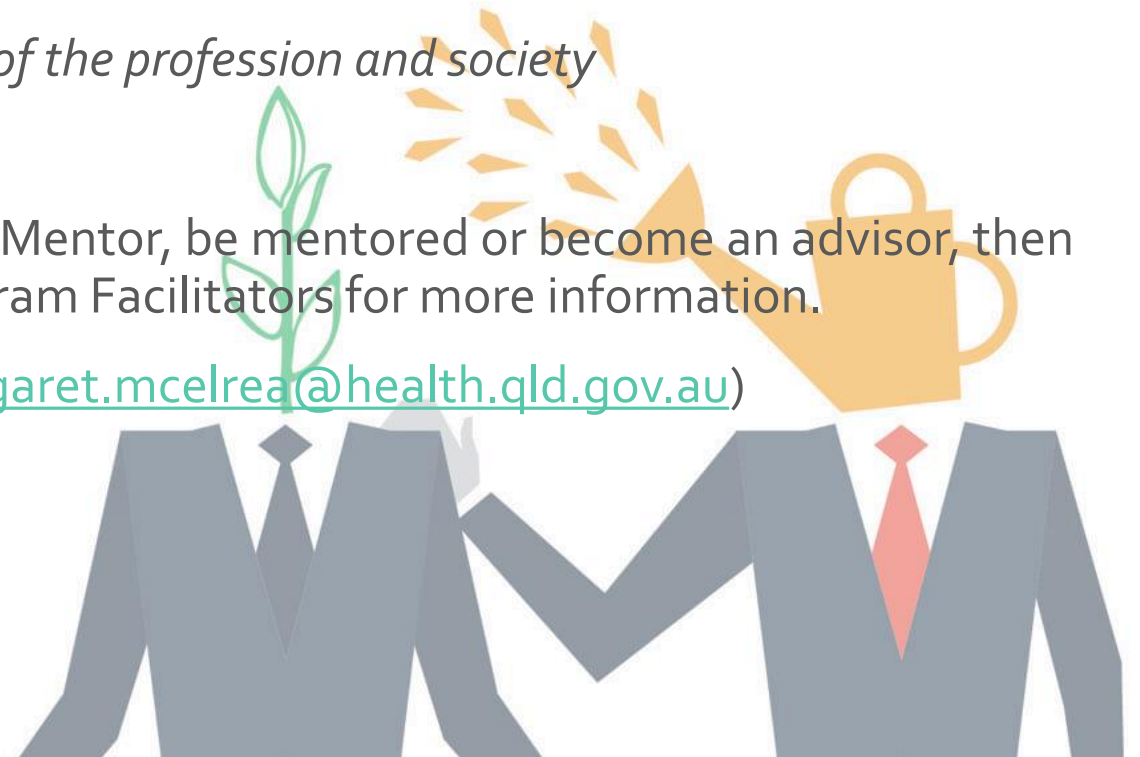 of the profession and society
Mentor, be mentored or become an advisor, then
ram Facilitators for more information.
garet.mcelrea@health.qld.gov.au)